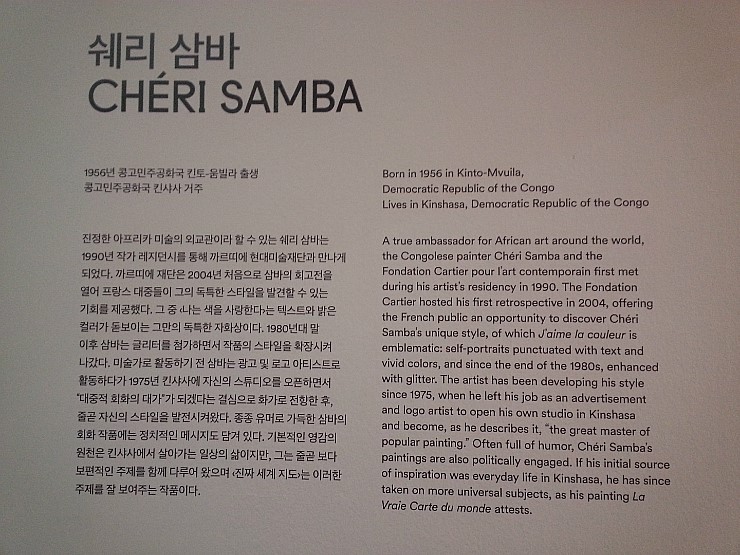 쉐리 삼바
CHÉRI SAMBA
1956년 콩고민주공화국 킨토-움빌라 출생
콩고민주공화국 킨샤사 거주
진정한 아프리카 미술의 외교관이라 할 수 있는 쉐리 삼바는
1990년 작가 레지던시를 통해 까르띠에 현대미술재단과 만나게
되었다. 까르띠에 재단은 2004년 처음으로 삼바의 회고전을
열어 프랑스 대중들이 그의 독특한 스타일을 발견할 수 있는
기회를 제공했다. 그 중 ‹나는 색을 사랑한다›는 텍스트와 밝은
컬러가 돋보이는 그만의 독특한 자화상이다. 1980년대 말
이후 삼바는 글리터를 첨가하면서 작품의 스타일을 확장시켜
나갔다. 미술가로 활동하기 전 삼바는 광고 및 로고 아티스트로
활동하다가 1975년 킨샤사에 자신의 스튜디오를 오픈하면서
“대중적 회화의 대가”가 되겠다는 결심으로 화가로 전향한 후,
줄곧 자신의 스타일을 발전시켜왔다. 종종 유머로 가득한 삼바의
회화 작품에는 정치적인 메시지도 담겨 있다. 기본적인 영감의
원천은 킨샤사에서 살아가는 일상의 삶이지만, 그는 줄곧 보다
보편적인 주제를 함께 다루어 왔으며 ‹진짜 세계 지도›는 이러한
주제를 잘 보여주는 작품이다.
Born in 1956 in Kinto-Mvuila,
Democratic Republic of the Congo
Lives in Kinshasa, Democratic Republic of the Congo
A true ambassador for African art around the world,
the Congolese painter Chéri Samba and the
Fondation Cartier pour l'art contemporain first met
during his artist's residency in 1990. The Fondation
Cartier hosted his first retrospective in 2004, offering
the French public an opportunity to discover Chéri
Samba's unique style, of which J'aime la couleur is
emblematic: self-portraits punctuated with text and
vivid colors, and since the end of the 1980s, enhanced
with glitter. The artist has been developing his style
since 1975, when he left his job as an advertisement
and logo artist to open his own studio in Kinshasa
and become, as he describes it, “the great master of
popular painting.” Often full of humor, Chéri Samba's
paintings are also politically engaged. If his initial source
of inspiration was everyday life in Kinshasa, he has since
taken on more universal subjects, as his painting La
Vraie Carte du monde attests.